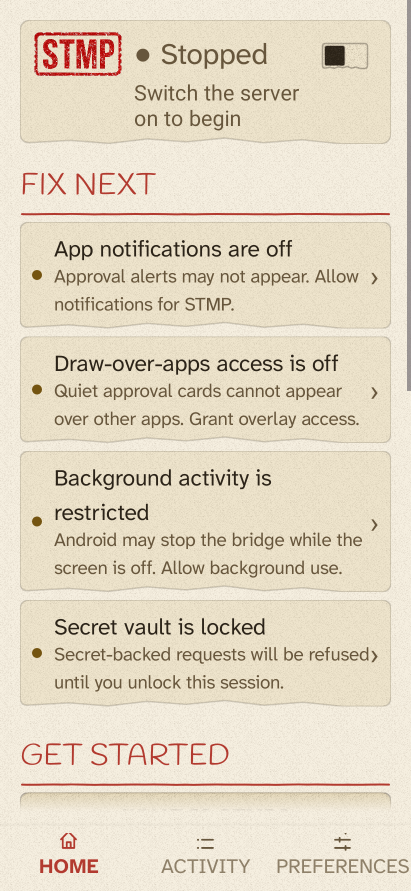 STMP
● Stopped
Switch the server
on to begin
FIX NEXT
App notifications are off
Approval alerts may not appear. Allow
notifications for STMP.
Draw-over-apps access is off
Quiet approval cards cannot appear
over other apps. Grant overlay access.
Background activity is
restricted
Android may stop the bridge while the
screen is off. Allow background use.
Secret vault is locked
Secret-backed requests will be refused
until you unlock this session.
GET STARTED
HOME
ACTIVITY
PREFERENCES